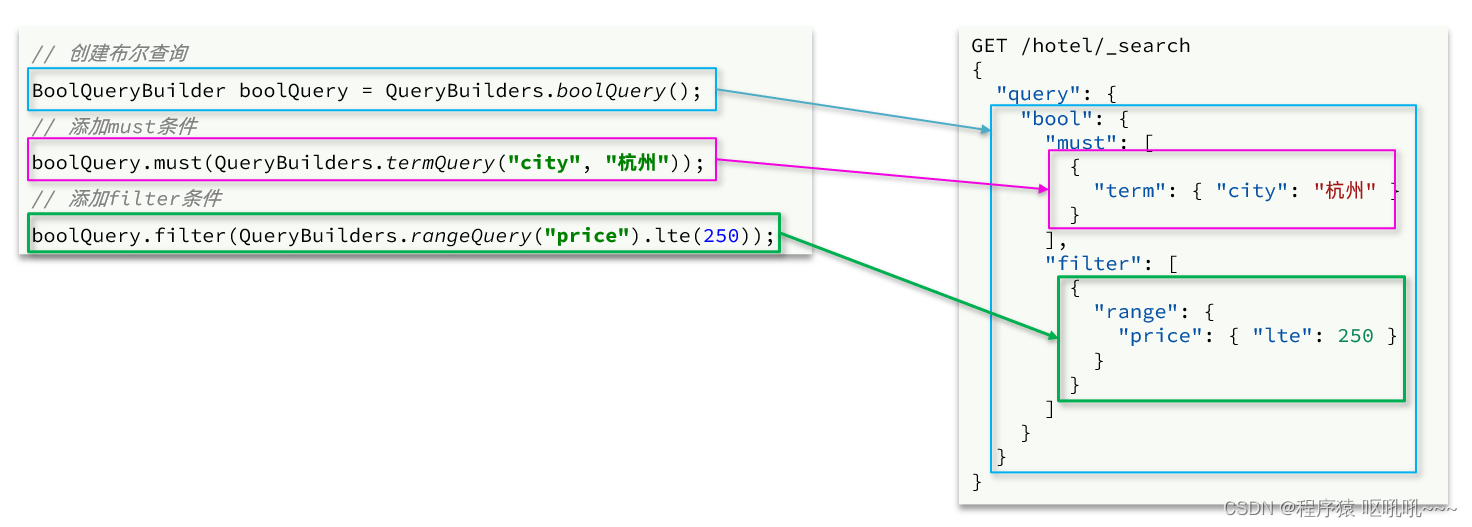 // 创建布尔查询
BoolQueryBuilder boolQuery = QueryBuilders.boolQuery();
// 添加must条件
boolQuery.must(QueryBuilders.termQuery("city", "杭州"));
// 添加filter条件
boolQuery.filter(QueryBuilders.rangeQuery("price").lte(250));
GET /hotel/_search
{
"query": {
"bool": {
"must": [
{
"term": { "city": "杭州" }
}
],
"filter": [
{
"range": {
"price": { "lte": 250 }
}
}
]
}
}
}
CSDN @程序猿 呕吼吼~~~